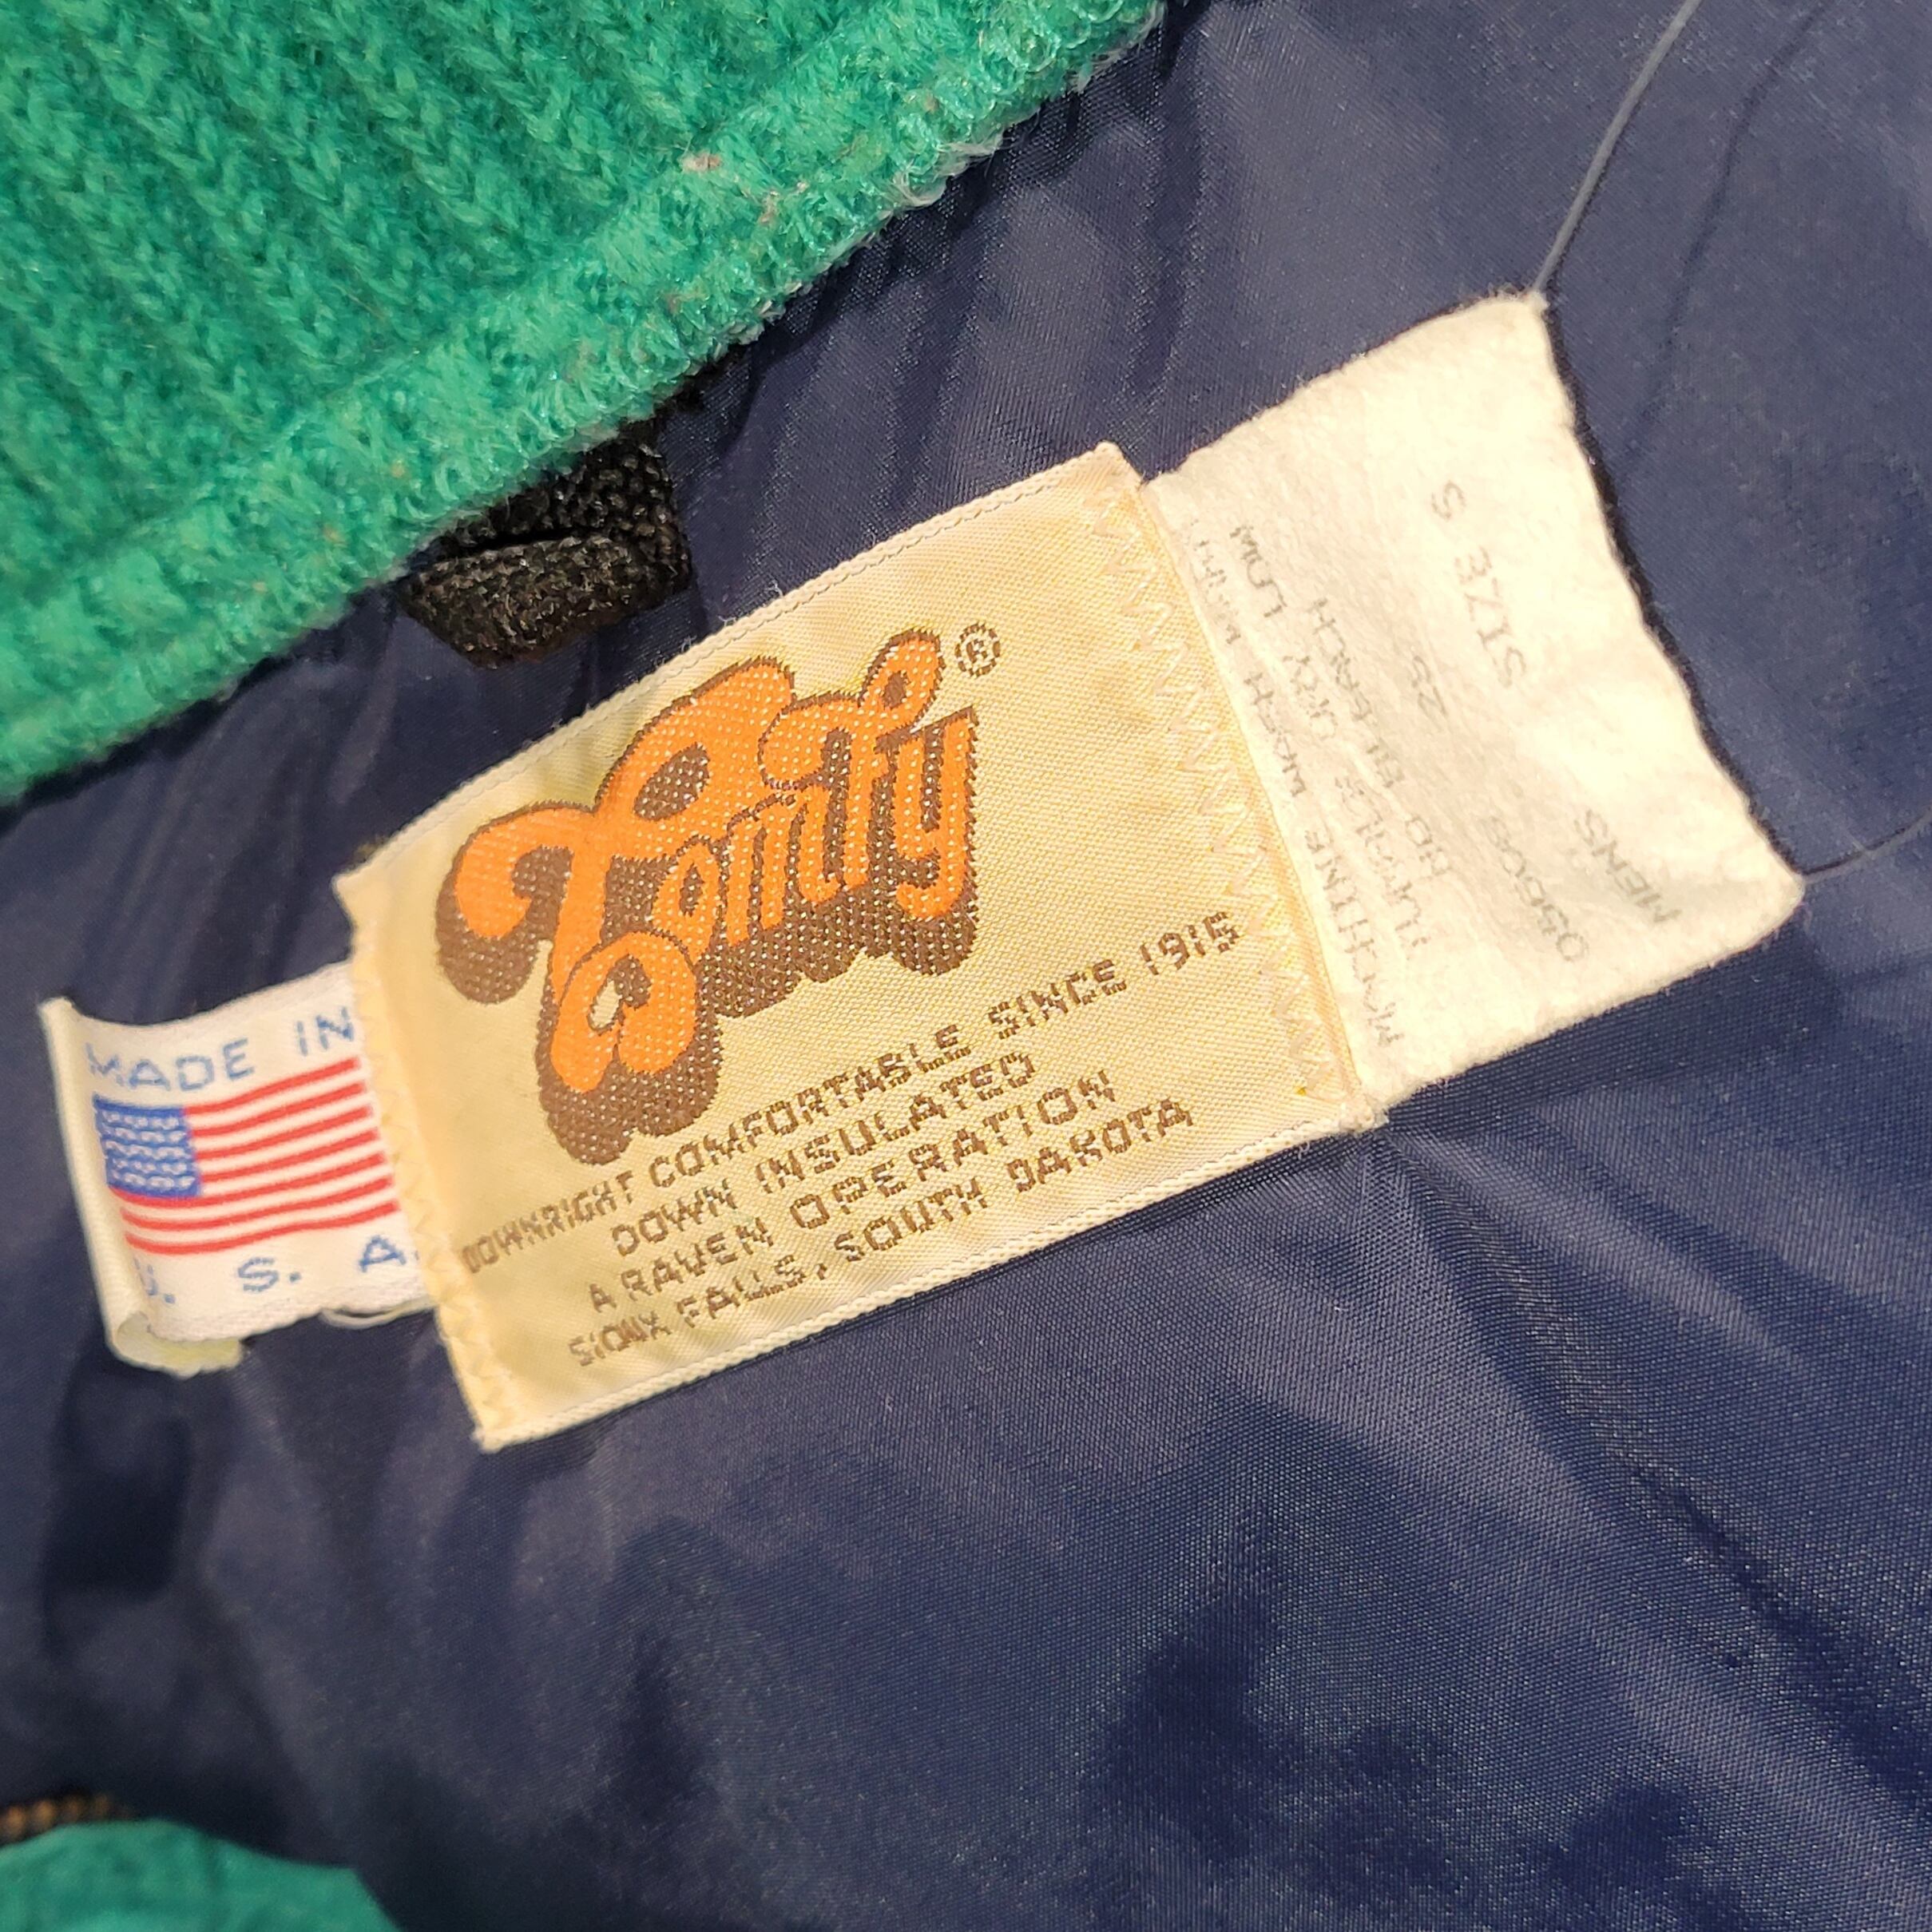 MADE IN
U. S. A.
Comfy®
DOWNRIGHT COMFORTABLE SINCE 1915
DOWN INSULATED
A RAVEN OPERATION
SIOUX FALLS, SOUTH DAKOTA
MACHINE WASH WARM
TUMBLE DRY LOW
NO BLEACH
25
SIZE S
MENS